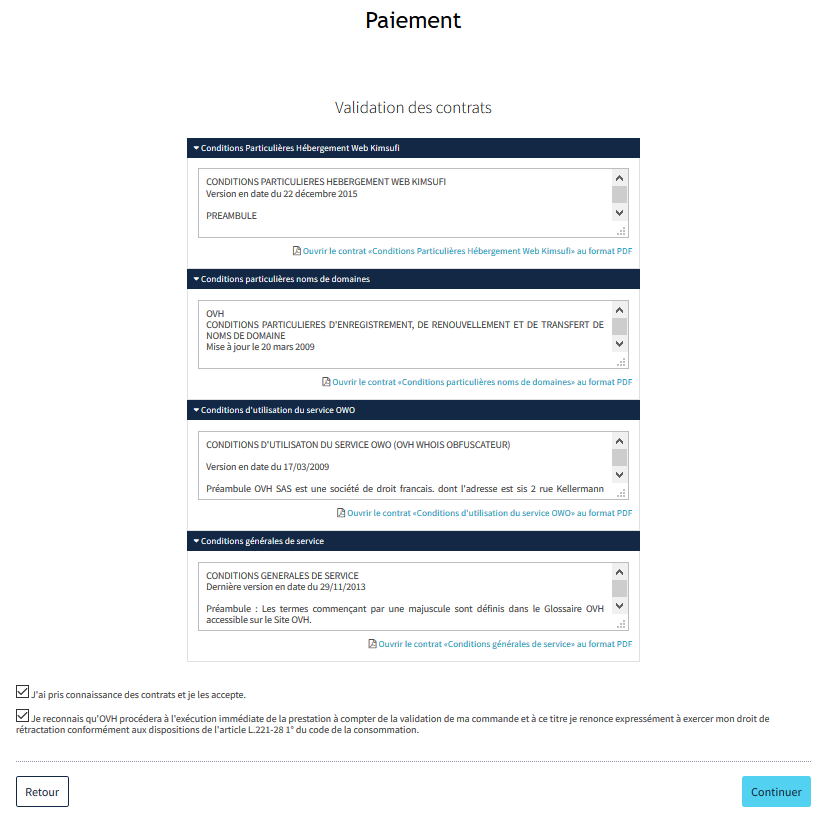 Paiement
Validation des contrats
Conditions Particulières Hébergement Web Kimsufi
CONDITIONS PARTICULIERES HEBERGEMENT WEB KIMSUFI
Version en date du 22 décembre 2015
PREAMBULE
Ouvrir le contrat «Conditions Particulières Hébergement Web Kimsufi» au format PDF
Conditions particulières noms de domaines
OVH
CONDITIONS PARTICULIERES D'ENREGISTREMENT, DE RENOUVELLEMENT ET DE TRANSFERT DE
NOMS DE DOMAINE
Mise à jour le 20 mars 2009
Ouvrir le contrat «Conditions particulières noms de domaines» au format PDF
Conditions d'utilisation du service OWO
CONDITIONS D'UTILISATON DU SERVICE OWO (OVH WHOIS OBFUSCATEUR)
Version en date du 17/03/2009
Préambule OVH SAS est une société de droit francais. dont l'adresse est sis 2 rue Kellermann
Ouvrir le contrat «Conditions d'utilisation du service OWO» au format PDF
Conditions générales de service
CONDITIONS GENERALES DE SERVICE
Dernière version en date du 29/11/2013
Préambule : Les termes commençant par une majuscule sont définis dans le Glossaire OVH
accessible sur le Site OVH.
Ouvrir le contrat «Conditions générales de service» au format PDF
J'ai pris connaissance des contrats et je les accepte.
Je reconnais qu'OVH procédera à l'exécution immédiate de la prestation à compter de la validation de ma commande et à ce titre je renonce expressément à exercer mon droit de
rétractation conformément aux dispositions de l'article L.221-28 1° du code de la consommation.
Retour
Continuer